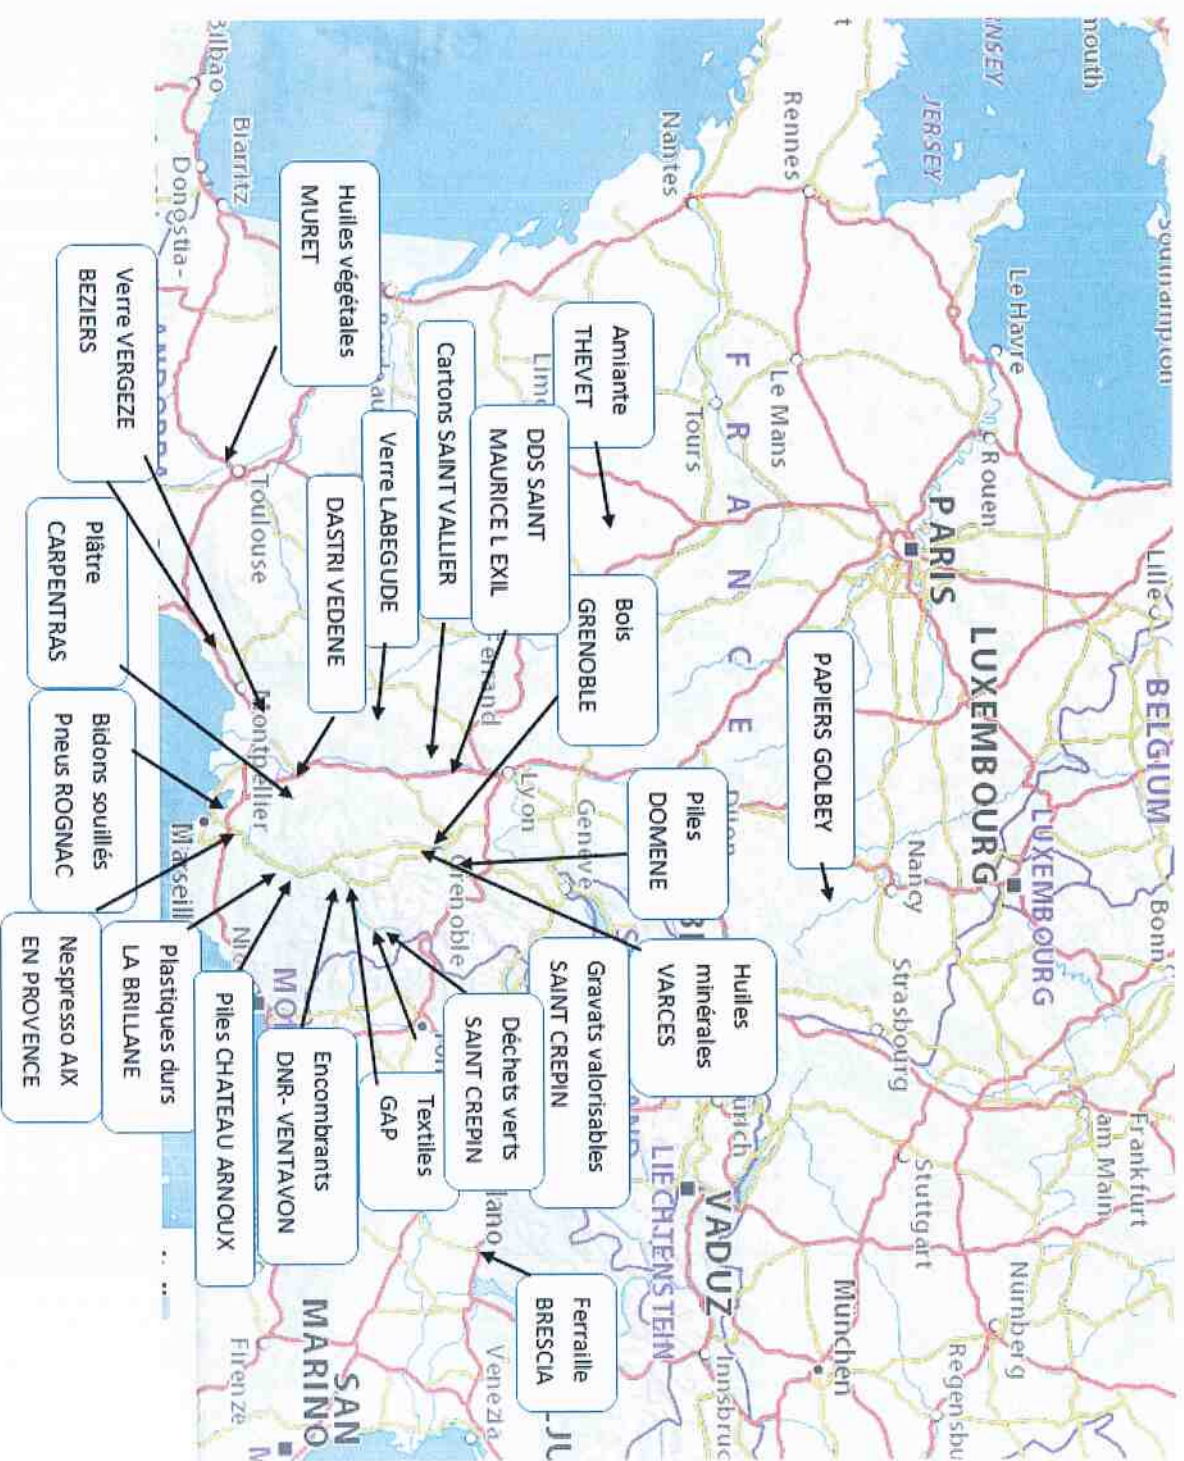 Southampton
JERSEY
Le Havre
Rouen
Lille
BELGIUM
Bonn
Frankfurt
am Main
Nürnberg
LUXEMBOURG
LUXEMBOURG
PARIS
Rennes
Le Mans
Nancy
Strasbourg
Stuttgart
Regensbu
München
FRANCE
Nantes
Tours
PAPIERS GOLBEY
Huiles
minérales
VARCES
VADUZ
LIECHTENSTEIN
Innsbruc
Amiante
THEVET
Bois
GRENOBLE
Piles
DOMENE
Genève
Gravats valorisables
SAINT CREPIN
Ferraille
BRESCIA
DDS SAINT
MAURICE L EXIL
Lyon
Déchets verts
SAINT CREPIN
Venezia
Cartons SAINT VALLIER
Verre LABEGUDE
Textiles
GAP
Huiles végétales
MURET
DASTRI VEDENE
Encombrants
DNR- VENTAVON
SAN
MARINO
Biarritz
Bilbao
Donostia-
Toulouse
Montpellier
Piles CHATEAU ARNOUX
Firenze
Verre VERGEZE
BEZIERS
Plastiques durs
LA BRILLANE
Plâtre
CARPENTRAS
Bidons souillés
Pneus ROGNAC
Nespresso AIX
EN PROVENCE